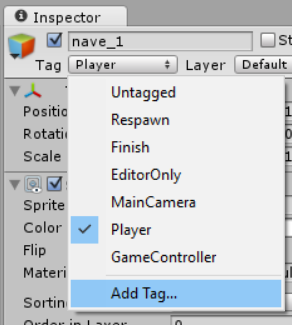 Inspector
nave_1 St
Tag Player Layer Default
Untagged
Respawn
Finish
EditorOnly
MainCamera
Player
GameController
Add Tag...
Positio
Rotatio
Scale
Sprite
Color
Flip
Materi
Sortin
Order in Layer 0